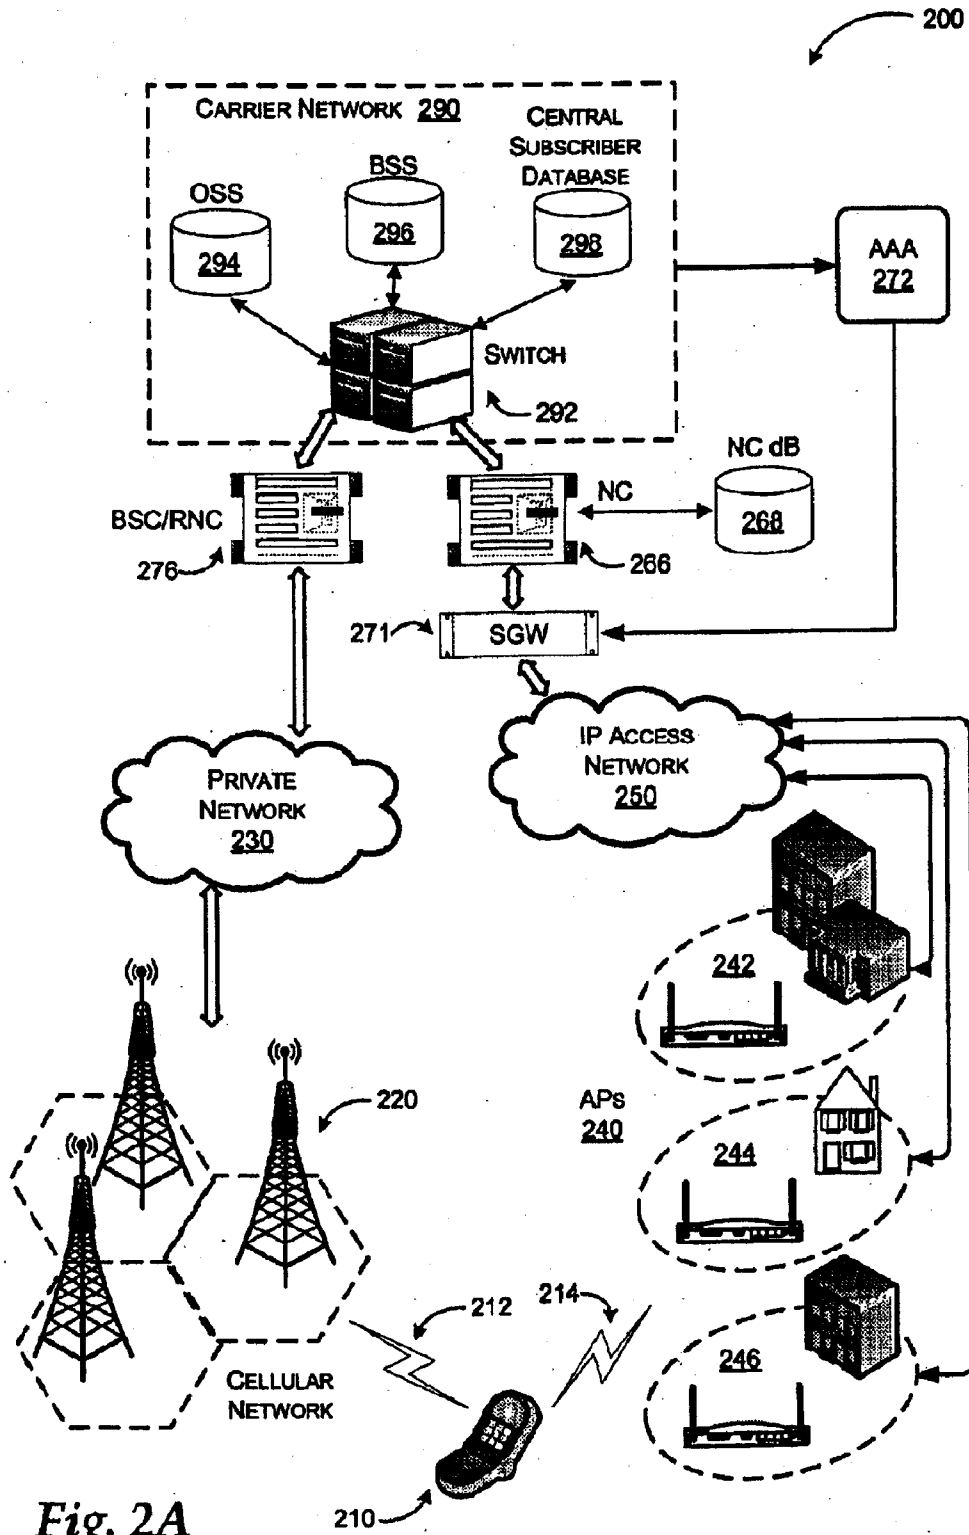 200
CARRIER NETWORK 290
CENTRAL
SUBSCRIBER
DATABASE
BSS
OSS
296
298
294
AAA
272
SWITCH
292
NC dB
268
NC
BSC/RNC
276
266
271
SGW
IP ACCESS
NETWORK
250
PRIVATE
NETWORK
230
242
220
APs
240
244
212
214
246
CELLULAR
NETWORK
210
Fig. 2A